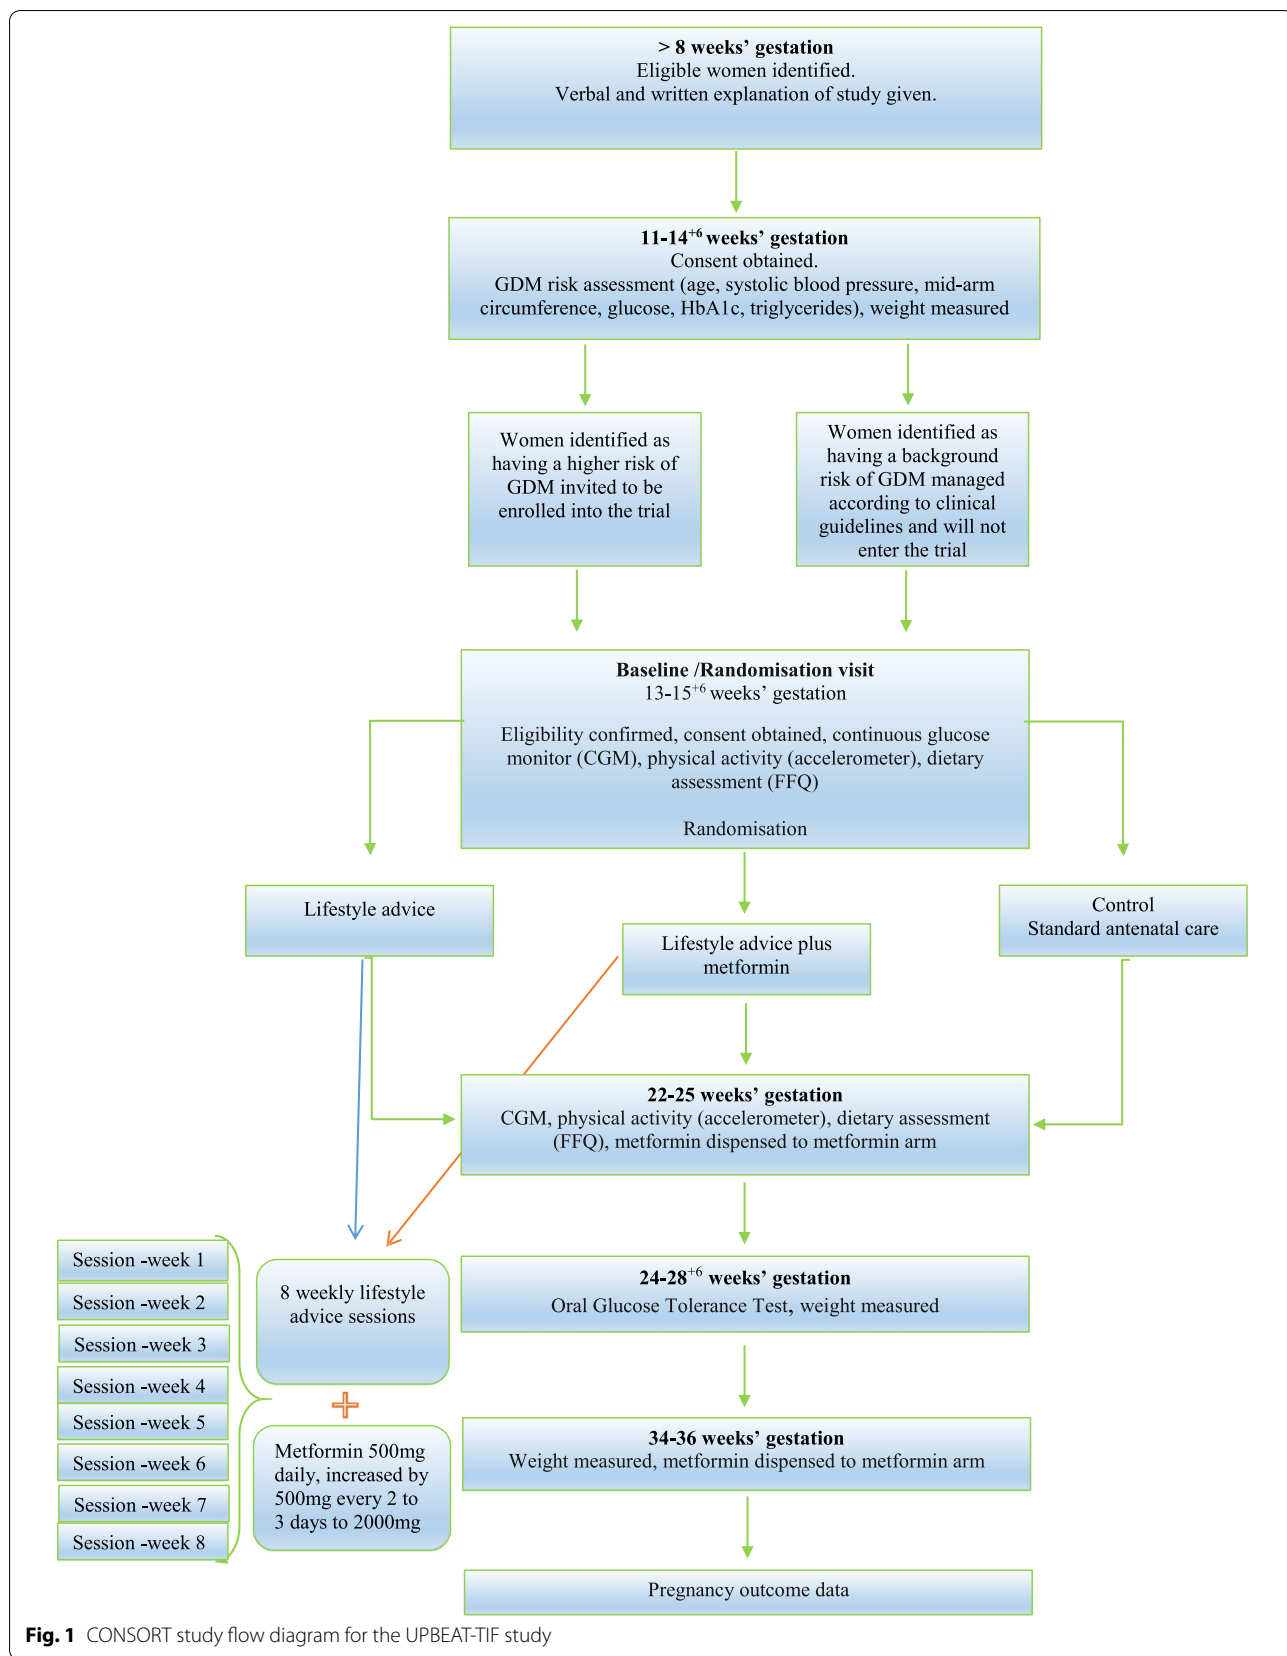 > 8 weeks’ gestation
Eligible women identified.
Verbal and written explanation of study given.
11-14+6 weeks’ gestation
Consent obtained.
GDM risk assessment (age, systolic blood pressure, mid-arm
circumference, glucose, HbA1c, triglycerides), weight measured
Women identified as
having a higher risk of
GDM invited to be
enrolled into the trial
Women identified as
having a background
risk of GDM managed
according to clinical
guidelines and will not
enter the trial
Baseline /Randomisation visit
13-15+6 weeks’ gestation
Eligibility confirmed, consent obtained, continuous glucose
monitor (CGM), physical activity (accelerometer), dietary
assessment (FFQ)
Randomisation
Lifestyle advice
Lifestyle advice plus
metformin
Control
Standard antenatal care
22-25 weeks’ gestation
CGM, physical activity (accelerometer), dietary assessment
(FFQ), metformin dispensed to metformin arm
Session -week 1
Session -week 2
Session -week 3
Session -week 4
Session -week 5
Session -week 6
Session -week 7
Session -week 8
8 weekly lifestyle
advice sessions
+
Metformin 500mg
daily, increased by
500mg every 2 to
3 days to 2000mg
24-28+6 weeks’ gestation
Oral Glucose Tolerance Test, weight measured
34-36 weeks’ gestation
Weight measured, metformin dispensed to metformin arm
Pregnancy outcome data
Fig. 1 CONSORT study flow diagram for the UPBEAT-TIF study